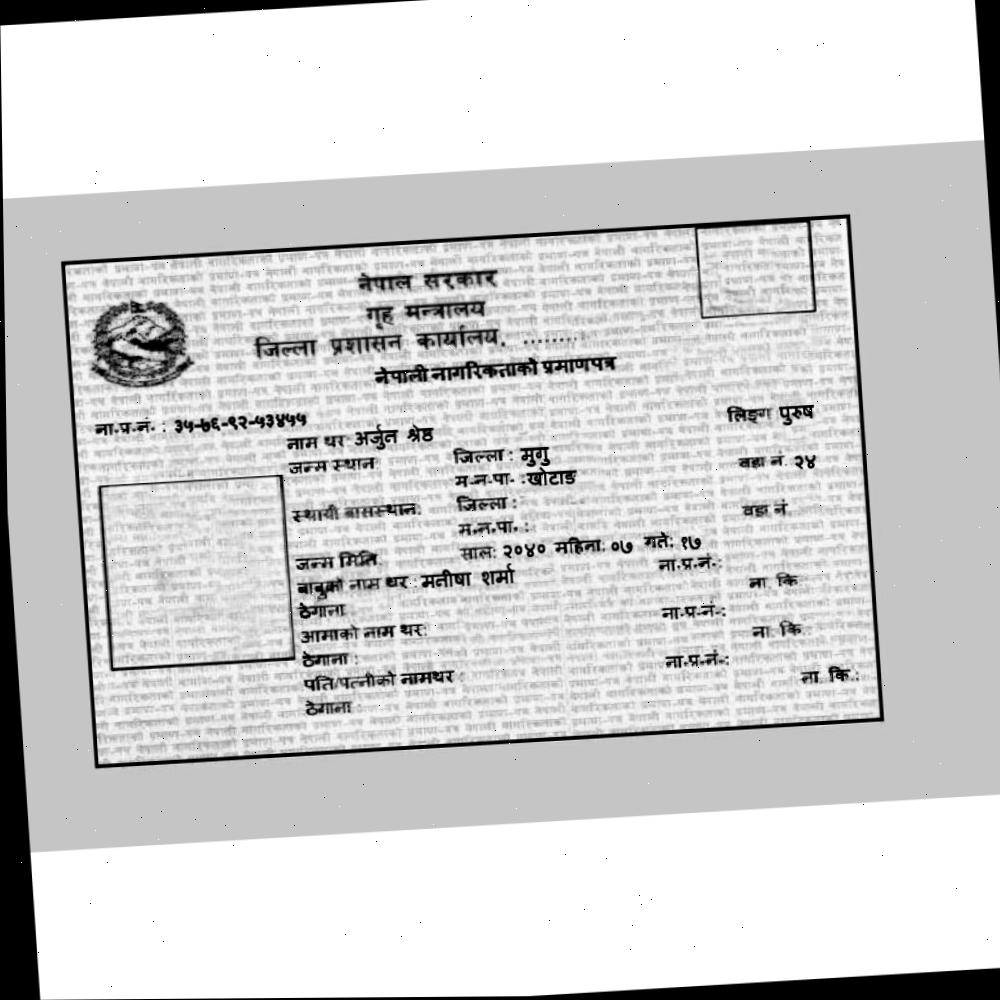 नेपाल सरकार
गृह मन्त्रालय
जिल्ला प्रशासन कार्यालय, .........
नेपाली नागरिकताको प्रमाणपत्र
ना.प्र.नं. : ३५-७६-९२-५३४५५ लिङ्ग पुरुष
नाम थर अर्जुन श्रेष्ठ
जन्म स्थान: जिल्ला : मुगु वडा नं. २४
म.न.पा. :खोटाङ
स्थायी बासस्थान: जिल्ला : वडा नं.
म.न.पा. :
जन्म मिति: साल: २०४० महिना: ०७ गते: १७
बाबुको नाम थर : मनीषा शर्मा ना.प्र.नं.:
ठेगाना : ना. कि.:
आमाको नाम थर: ना.प्र.नं.:
ठेगाना : ना. कि.:
पति/पत्नीको नामथर : ना.प्र.नं.:
ठेगाना : ना. कि.: